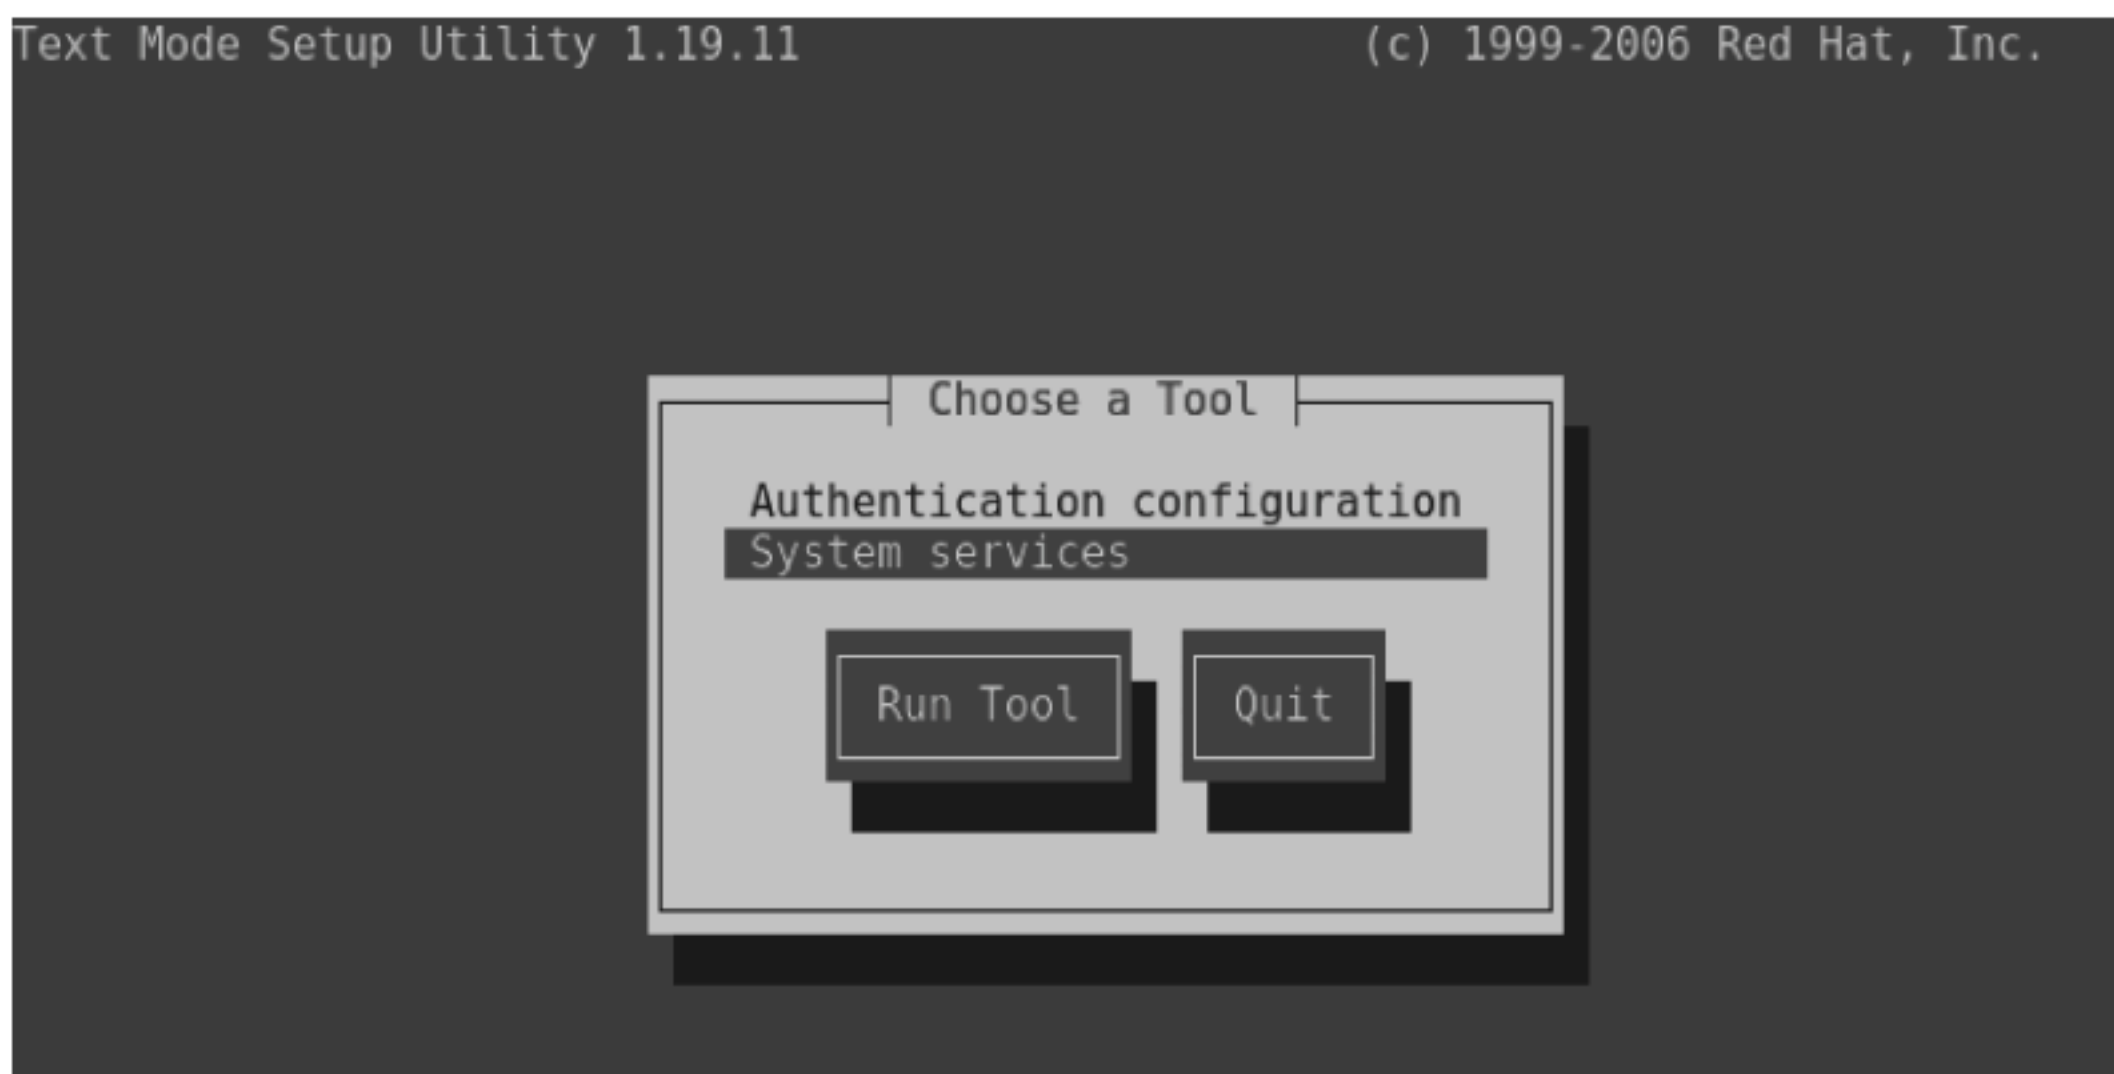 Text Mode Setup Utility 1.19.11 (c) 1999-2006 Red Hat, Inc.
Choose a Tool
Authentication configuration
System services
Run Tool Quit